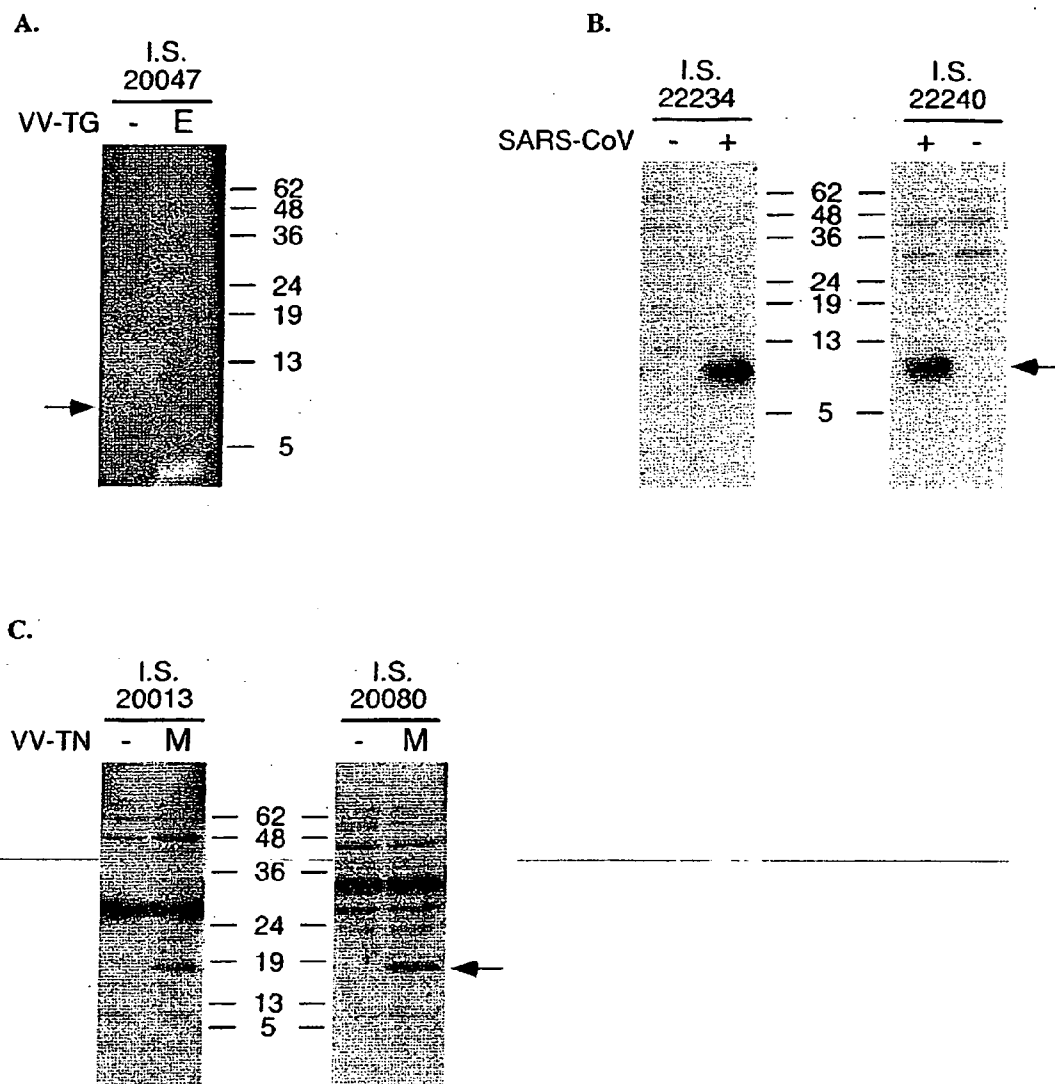 A.
I.S.
20047
VV-TG - E
62
48
36
24
19
13
5
B.
I.S.
22234
I.S.
22240
SARS-CoV - + + -
62
48
36
24
19
13
5
C.
I.S.
20013
I.S.
20080
VV-TN - M - M
62
48
36
24
19
13
5